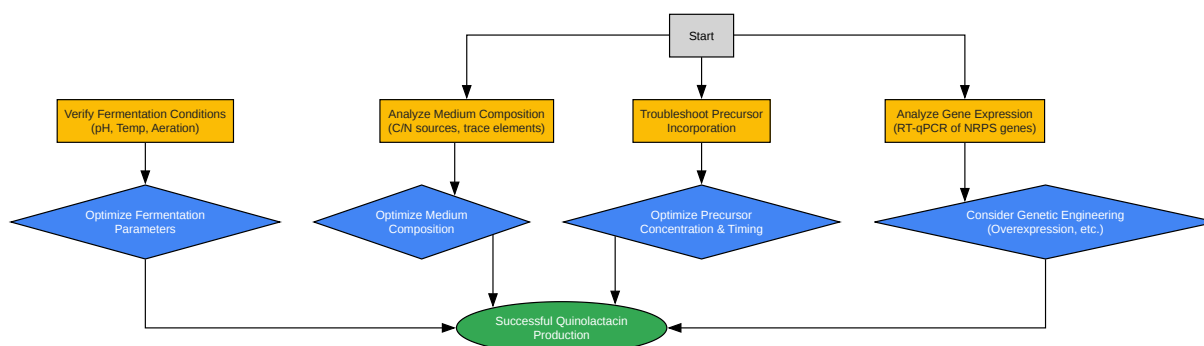 Start
Verify Fermentation Conditions
(pH, Temp, Aeration)
Analyze Medium Composition
(C/N sources, trace elements)
Troubleshoot Precursor
Incorporation
Analyze Gene Expression
(RT-qPCR of NRPS genes)
Optimize Fermentation
Parameters
Optimize Medium
Composition
Optimize Precursor
Concentration & Timing
Consider Genetic Engineering
(Overexpression, etc.)
Successful Quinolactacin
Production